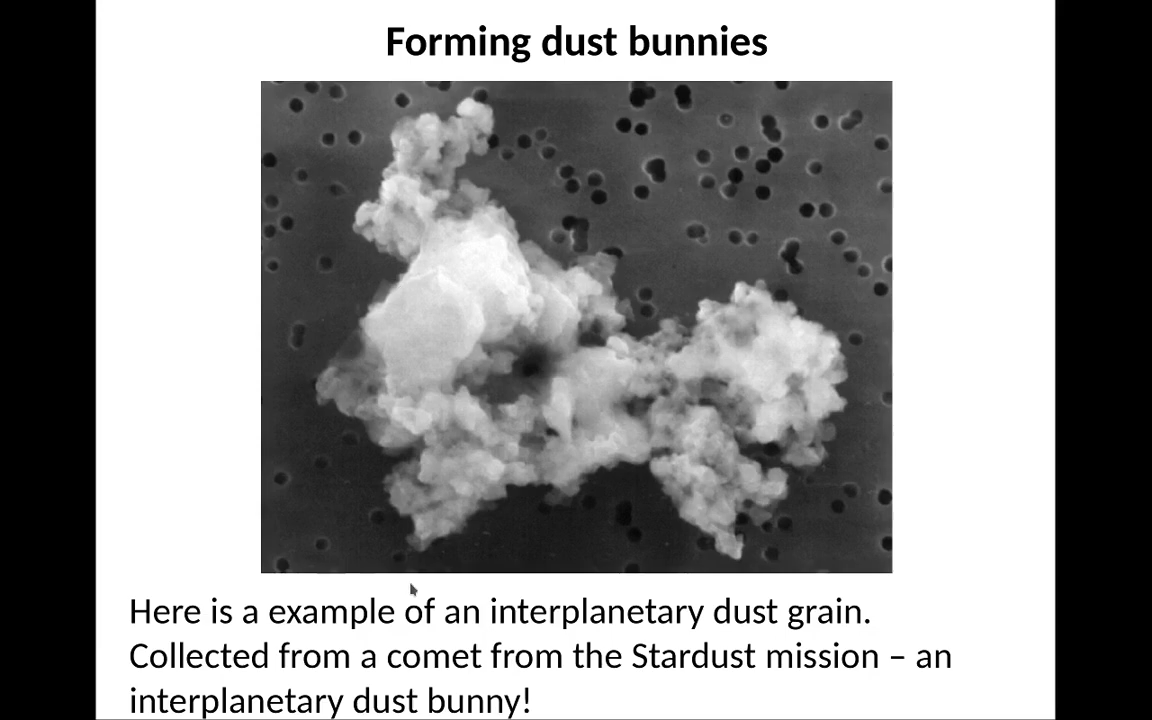 Forming dust bunnies
Here is a example of an interplanetary dust grain.
Collected from a comet from the Stardust mission – an
interplanetary dust bunny!